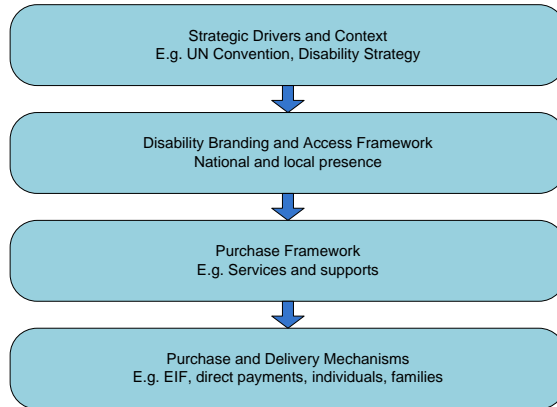 Strategic Drivers and Context
E.g. UN Convention, Disability Strategy
Disability Branding and Access Framework
National and local presence
Purchase Framework
E.g. Services and supports
Purchase and Delivery Mechanisms
E.g. EIF, direct payments, individuals, families